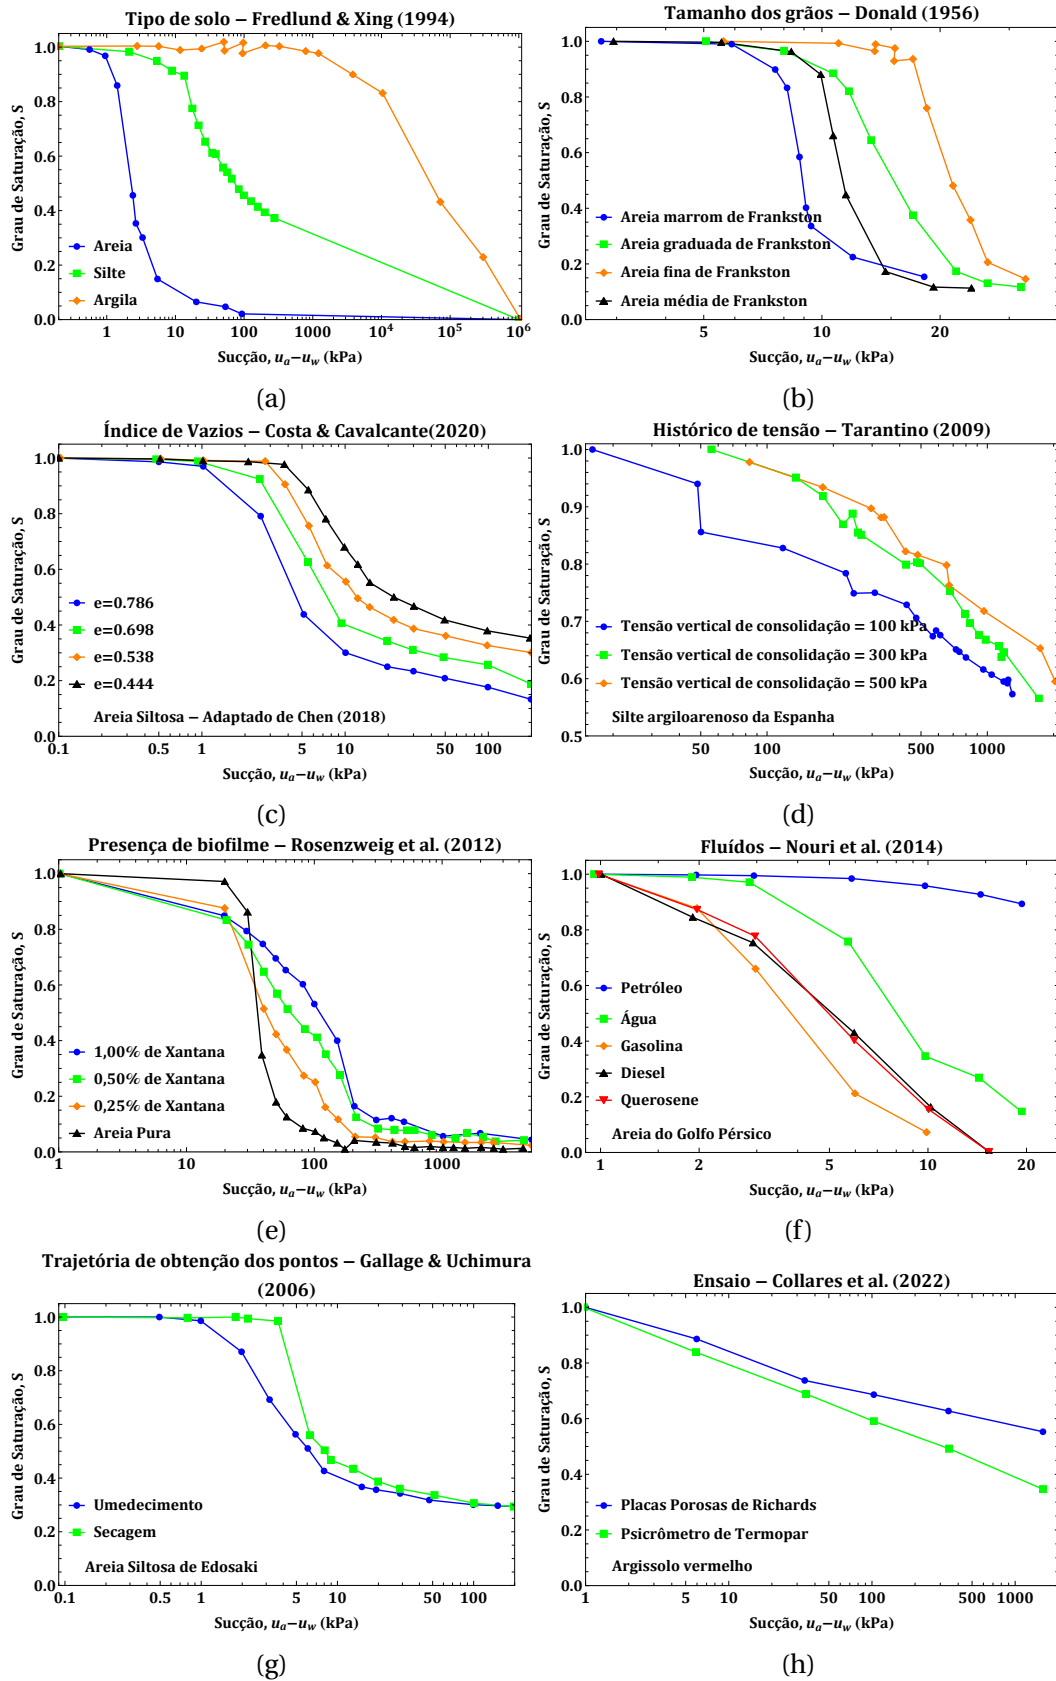 Tipo de solo – Fredlund & Xing (1994)
Grau de Saturação, S
1.0
0.8
0.6
0.4
0.2
0.0
Areia
Silte
Argila
1 10 100 1000 10⁴ 10⁵ 10⁶
Sucção, uₐ–u_w (kPa)
(a)
Tamanho dos grãos – Donald (1956)
Grau de Saturação, S
1.0
0.8
0.6
0.4
0.2
0.0
Areia marrom de Frankston
Areia graduada de Frankston
Areia fina de Frankston
Areia média de Frankston
5 10 20
Sucção, uₐ–u_w (kPa)
(b)
Índice de Vazios – Costa & Cavalcante(2020)
Grau de Saturação, S
1.0
0.8
0.6
0.4
0.2
0.0
e=0.786
e=0.698
e=0.538
e=0.444
Areia Siltosa – Adaptado de Chen (2018)
0.1 0.5 1 5 10 50 100
Sucção, uₐ–u_w (kPa)
(c)
Histórico de tensão – Tarantino (2009)
Grau de Saturação, S
1.0
0.9
0.8
0.7
0.6
0.5
Tensão vertical de consolidação = 100 kPa
Tensão vertical de consolidação = 300 kPa
Tensão vertical de consolidação = 500 kPa
Silte argiloarenoso da Espanha
50 100 500 1000
Sucção, uₐ–u_w (kPa)
(d)
Presença de biofilme – Rosenzweig et al. (2012)
Grau de Saturação, S
1.0
0.8
0.6
0.4
0.2
0.0
1,00% de Xantana
0,50% de Xantana
0,25% de Xantana
Areia Pura
1 10 100 1000
Sucção, uₐ–u_w (kPa)
(e)
Fluídos – Nouri et al. (2014)
Grau de Saturação, S
1.0
0.8
0.6
0.4
0.2
0.0
Petróleo
Água
Gasolina
Diesel
Querosene
Areia do Golfo Pérsico
1 2 5 10 20
Sucção, uₐ–u_w (kPa)
(f)
Trajetória de obtenção dos pontos – Gallage & Uchimura
(2006)
Grau de Saturação, S
1.0
0.8
0.6
0.4
0.2
0.0
Umedecimento
Secagem
Areia Siltosa de Edosaki
0.1 0.5 1 5 10 50 100
Sucção, uₐ–u_w (kPa)
(g)
Ensaio – Collares et al. (2022)
Grau de Saturação, S
1.0
0.8
0.6
0.4
0.2
0.0
Placas Porosas de Richards
Psicrômetro de Termopar
Argissolo vermelho
1 5 10 50 100 500 1000
Sucção, uₐ–u_w (kPa)
(h)